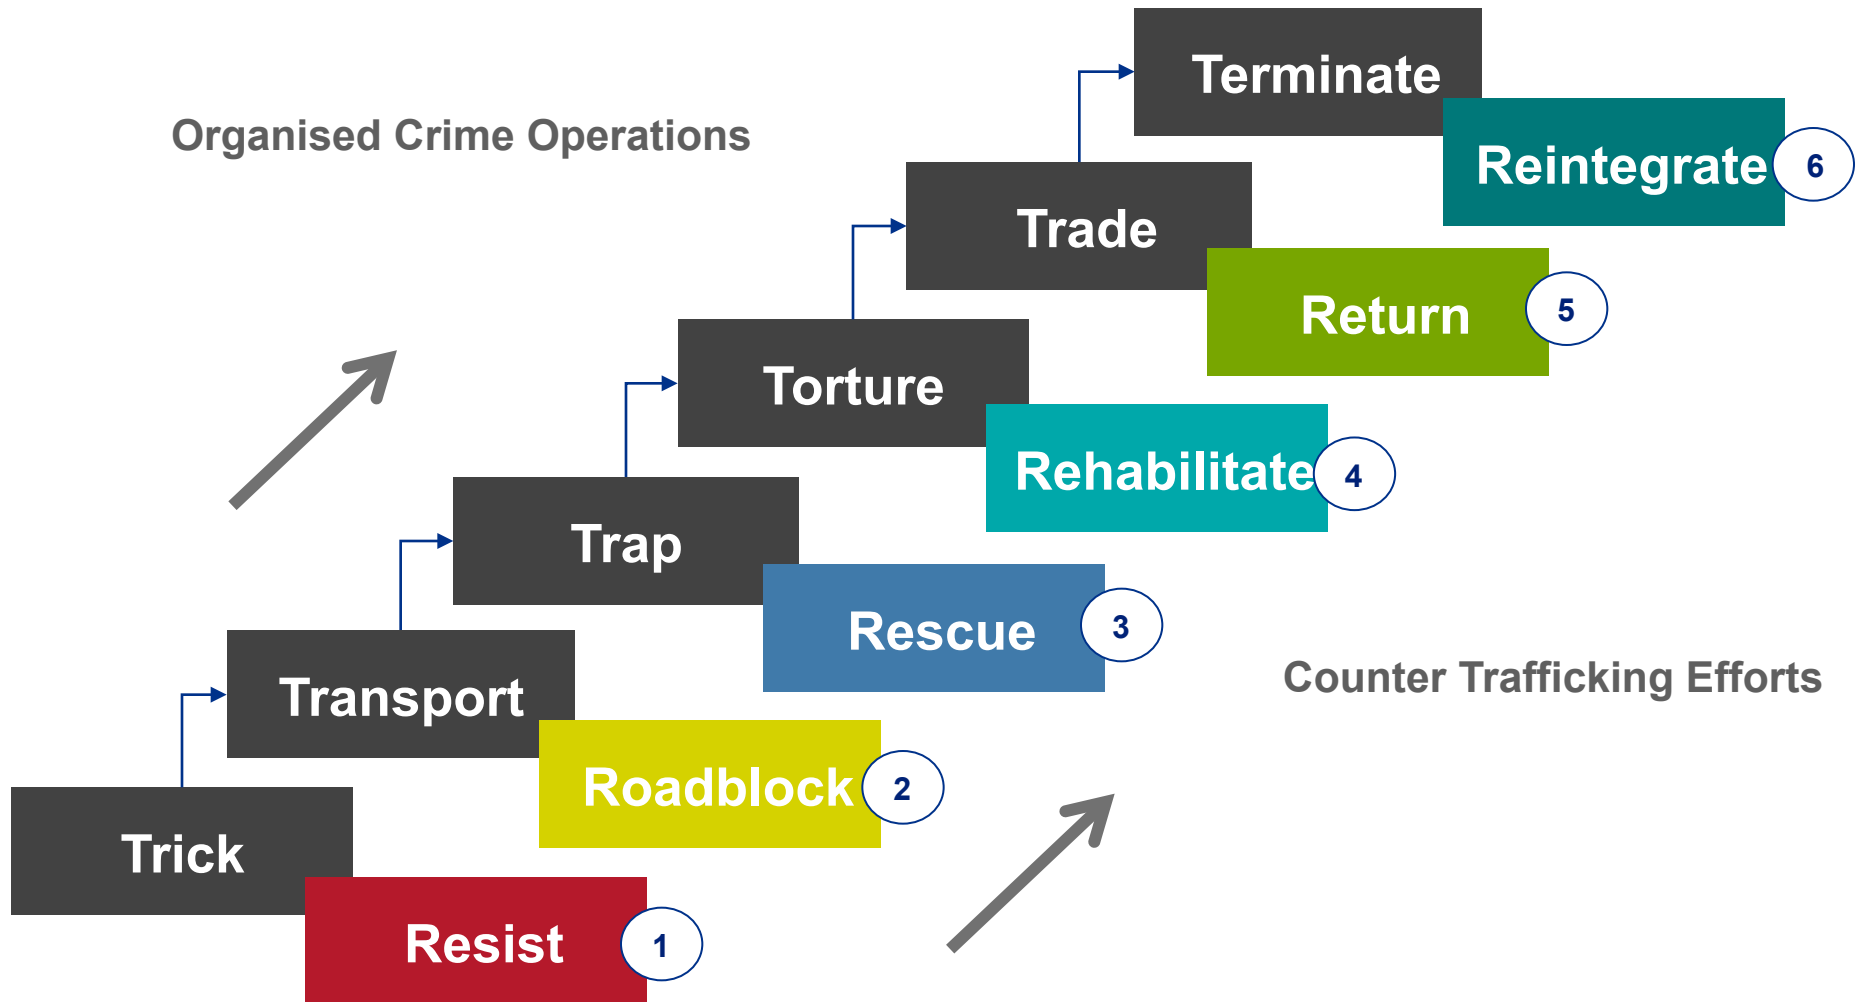 Terminate
Organised Crime Operations
Reintegrate
6
Trade
Return
5
Torture
Rehabilitate
4
Trap
Rescue
3
Counter Trafficking Efforts
Transport
Roadblock
2
Trick
Resist
1